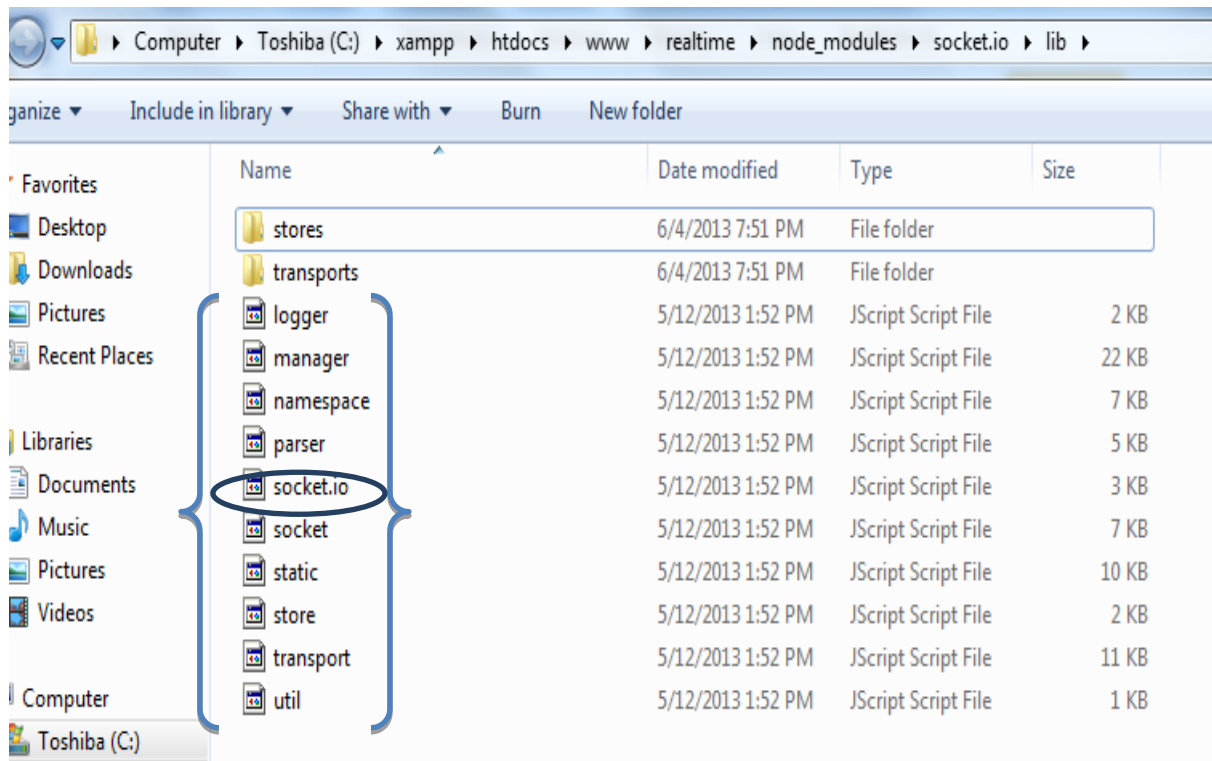 Computer Toshiba (C:) xampp htdocs www realtime node_modules socket.io lib
ganize Include in library Share with Burn New folder
Name Date modified Type Size
Favorites
Desktop
Downloads
Pictures
Recent Places
Libraries
Documents
Music
Pictures
Videos
Computer
Toshiba (C:)
stores 6/4/2013 7:51 PM File folder
transports 6/4/2013 7:51 PM File folder
logger 5/12/2013 1:52 PM JScript Script File 2 KB
manager 5/12/2013 1:52 PM JScript Script File 22 KB
namespace 5/12/2013 1:52 PM JScript Script File 7 KB
parser 5/12/2013 1:52 PM JScript Script File 5 KB
socket.io 5/12/2013 1:52 PM JScript Script File 3 KB
socket 5/12/2013 1:52 PM JScript Script File 7 KB
static 5/12/2013 1:52 PM JScript Script File 10 KB
store 5/12/2013 1:52 PM JScript Script File 2 KB
transport 5/12/2013 1:52 PM JScript Script File 11 KB
util 5/12/2013 1:52 PM JScript Script File 1 KB